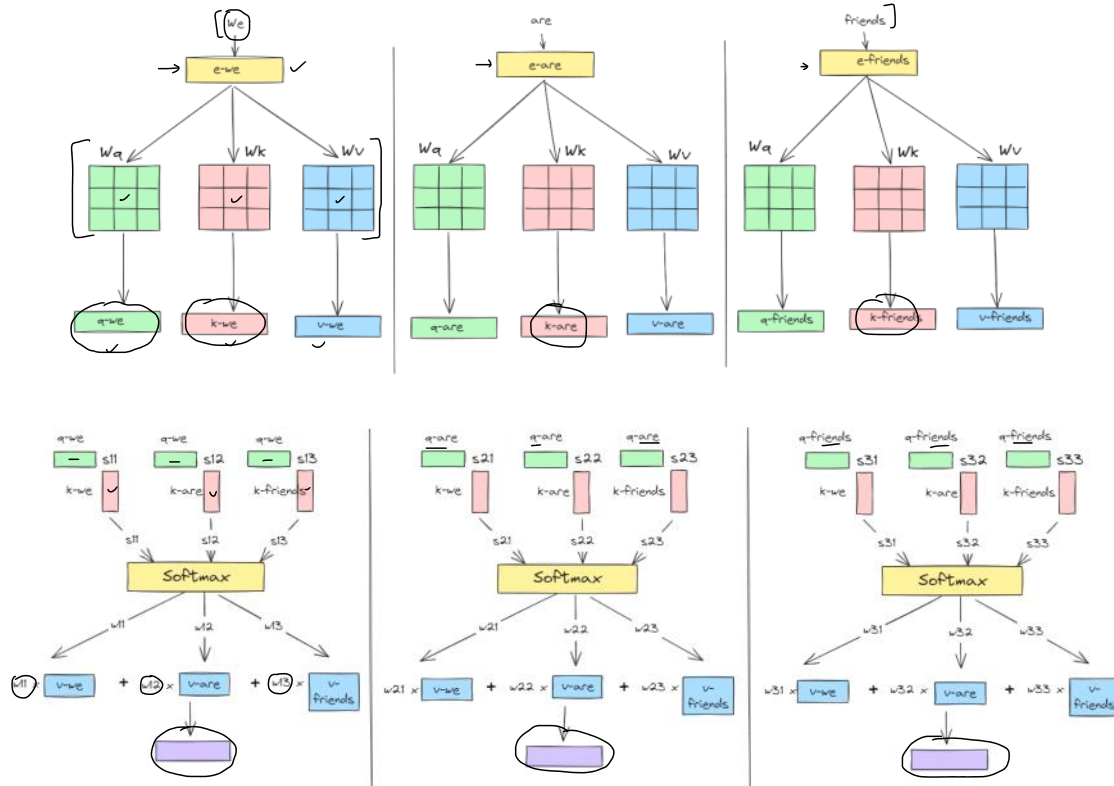 We are friends
e-we e-are e-friends
Wq Wk Wv Wq Wk Wv Wq Wk Wv
q-we k-we v-we q-are k-are v-are q-friends k-friends v-friends
q-we q-we q-we q-are q-are q-are q-friends q-friends q-friends
s11 s12 s13 s21 s22 s23 s31 s32 s33
k-we k-are k-friends k-we k-are k-friends k-we k-are k-friends
s11 s12 s13 s21 s22 s23 s31 s32 s33
Softmax Softmax Softmax
w11 w12 w13 w21 w22 w23 w31 w32 w33
w11 × v-we + w12 × v-are + w13 × v-friends w21 × v-we + w22 × v-are + w23 × v-friends w31 × v-we + w32 × v-are + w33 × v-friends